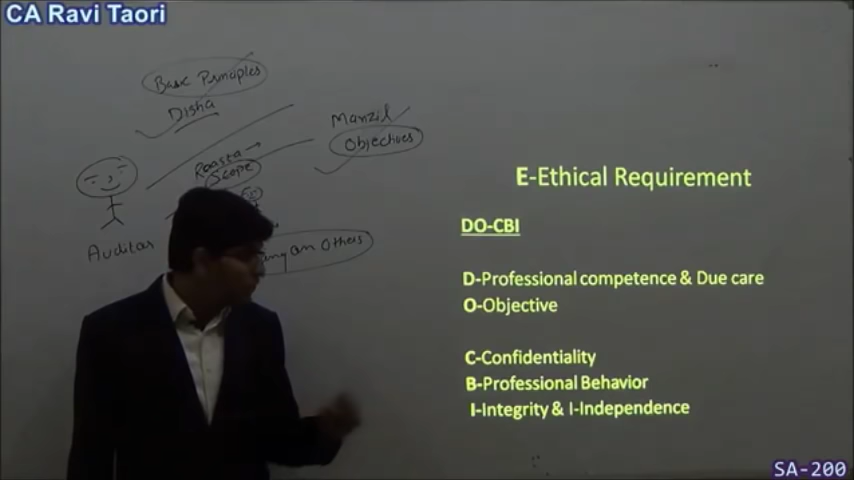 CA Ravi Taori
Basic Principles
Disha
Manzil
Objectives
Raasta
Scope
Auditor
on Others
E-Ethical Requirement
DO-CBI
D-Professional competence & Due care
O-Objective
C-Confidentiality
B-Professional Behavior
I-Integrity & I-Independence
SA-200